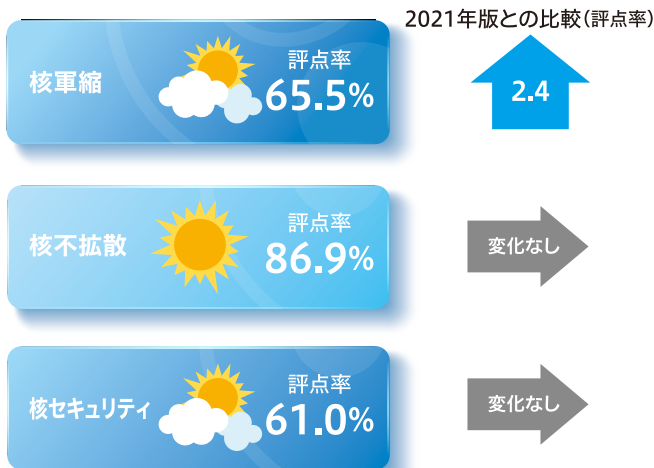 2021年版との比較(評点率)
核軍縮
評点率
65.5%
2.4
核不拡散
評点率
86.9%
変化なし
核セキュリティ
評点率
61.0%
変化なし